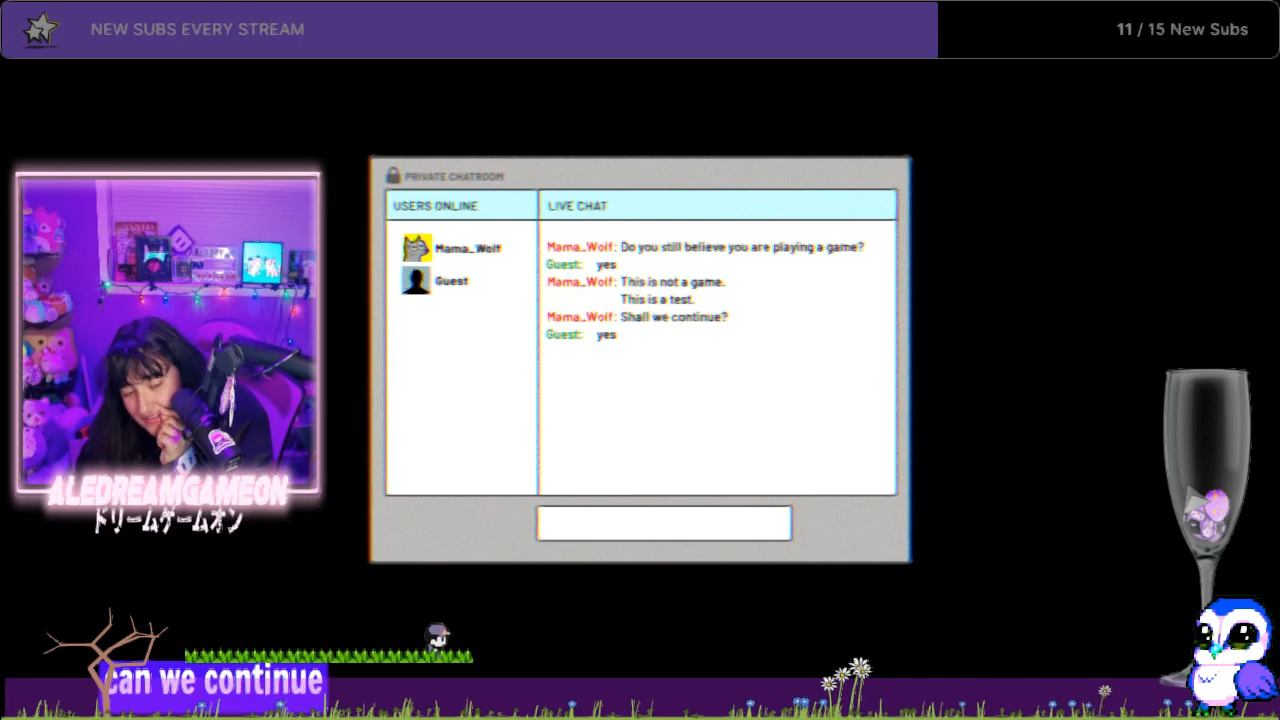 NEW SUBS EVERY STREAM
11 / 15 New Subs
PRIVATE CHATROOM
USERS ONLINE
LIVE CHAT
Mama_Wolf
Guest
Mama_Wolf: Do you still believe you are playing a game?
Guest: yes
Mama_Wolf: This is not a game.
This is a test.
Mama_Wolf: Shall we continue?
Guest: yes
ALEDREAMGAMEON
ドリームゲームオン
can we continue